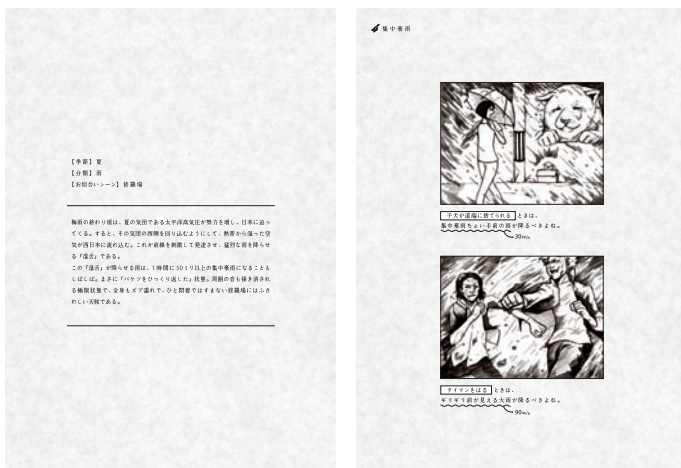 【季節】夏
【分類】雨
【お似合いシーン】修羅場
梅雨の終わり頃は、夏の気団である太平洋高気圧が勢力を増し、日本に迫っ
てくる。すると、その気団の西側を回り込むようにして、熱帯から湿った空
気が西日本に流れ込む。これが前線を刺激して発達させ、猛烈な雨を降らせ
る「湿舌」である。
この「湿舌」が降らせる雨は、1時間に50ミリ以上の集中豪雨になることも
しばしば。まさに「バケツをひっくり返した」状態。周囲の音も掻き消され
る極限状態で、全身もズブ濡れで、ひと悶着ではすまない修羅場にはふさ
わしい天候である。
集中豪雨
子犬が道端に捨てられる ときは、
集中豪雨ちょい手前の雨が降るべきよね。
30m/h
タイマンをはる ときは、
ギリギリ前が見える大雨が降るべきよね。
90m/h